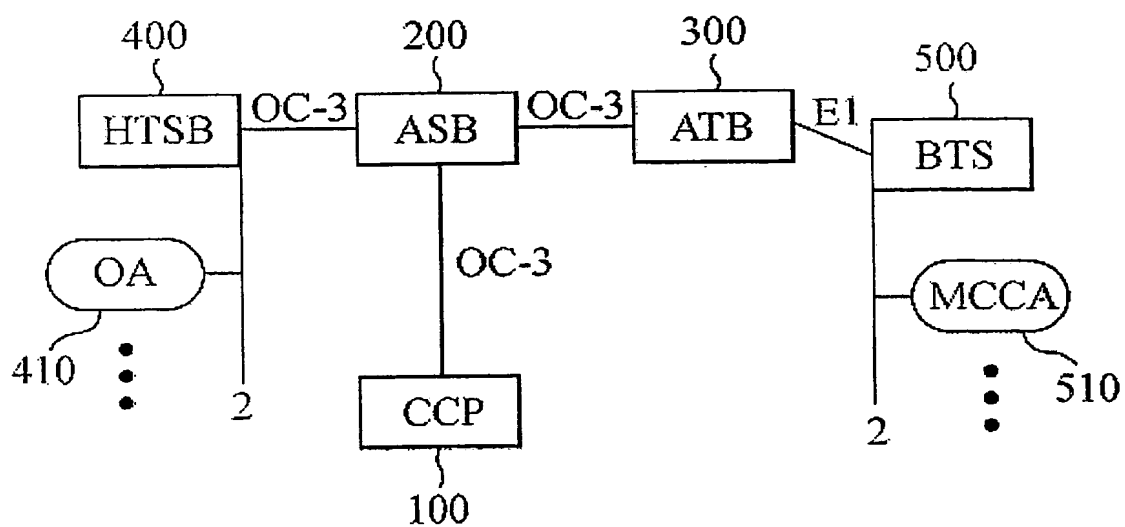 400
200
300
500
HTSB
OC-3
ASB
OC-3
ATB
E1
BTS
OA
OC-3
MCCA
410
510
2
CCP
2
100